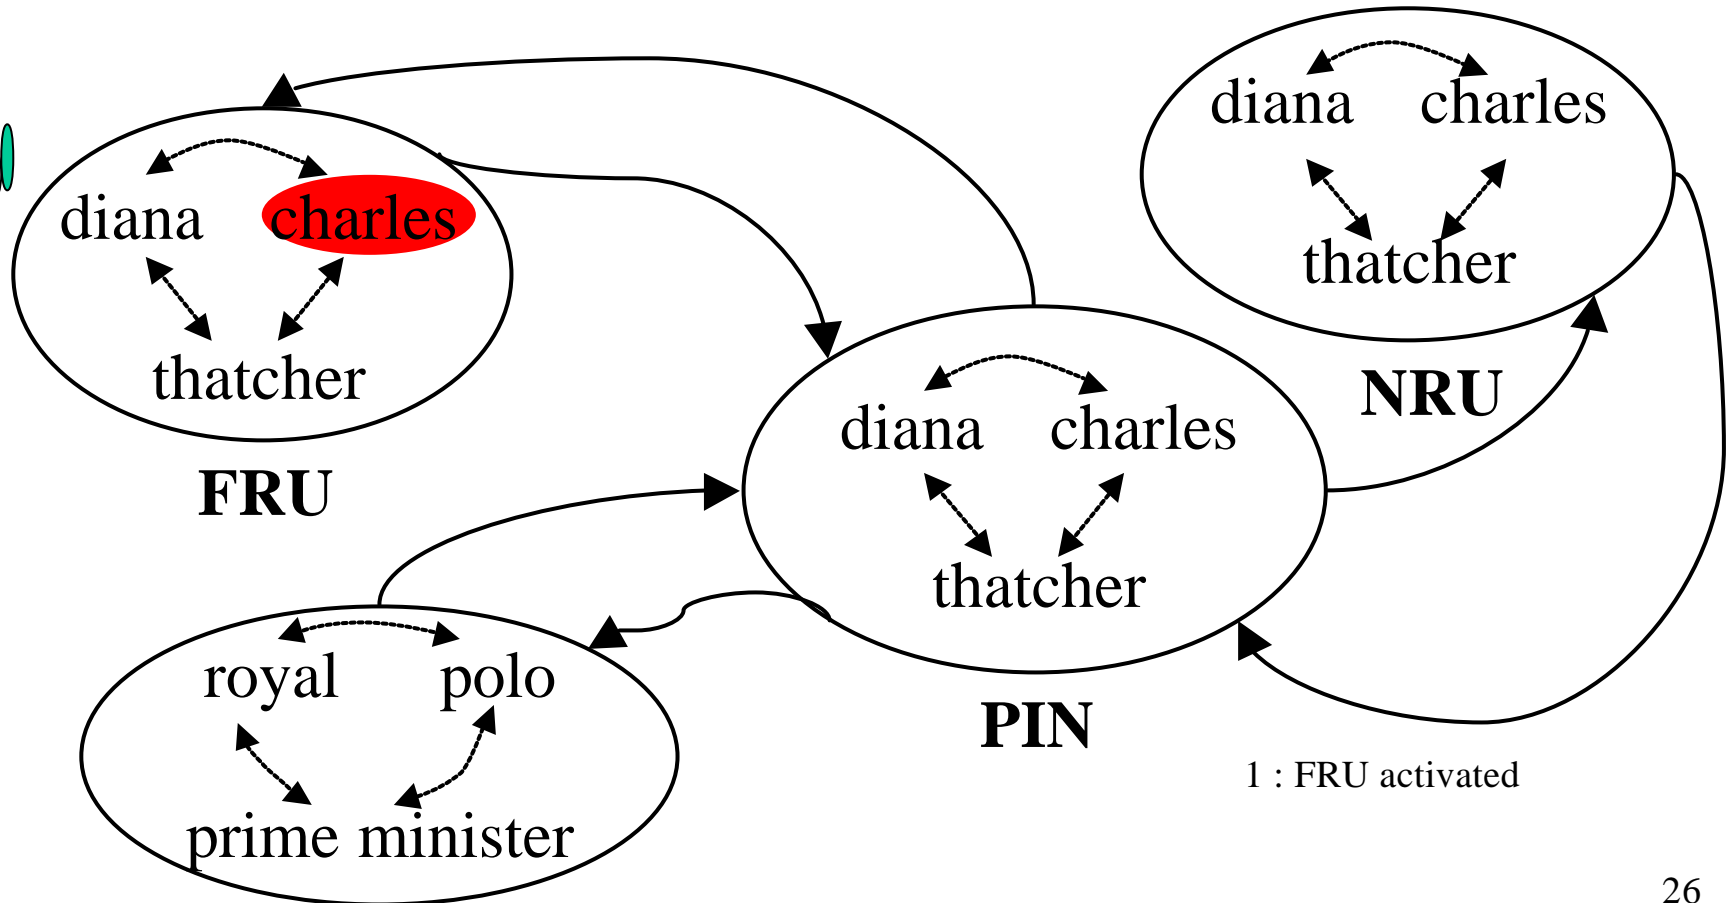 diana charles
thatcher
FRU
diana charles
thatcher
NRU
diana charles
thatcher
PIN
royal polo
prime minister
1 : FRU activated
26